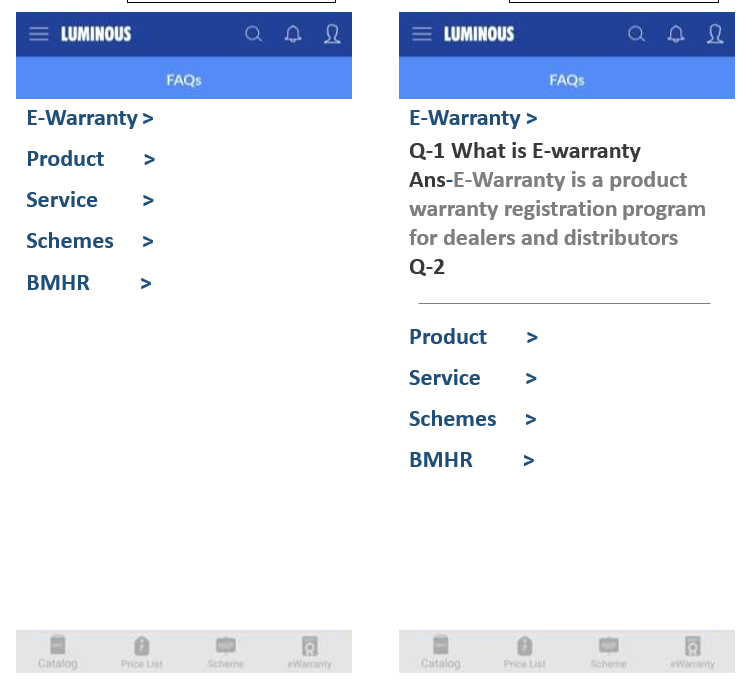 LUMINOUS
FAQs
E-Warranty >
Product >
Service >
Schemes >
BMHR >
Catalog
Price List
Scheme
eWarranty
LUMINOUS
FAQs
E-Warranty >
Q-1 What is E-warranty
Ans-E-Warranty is a product
warranty registration program
for dealers and distributors
Q-2
Product >
Service >
Schemes >
BMHR >
Catalog
Price List
Scheme
eWarranty